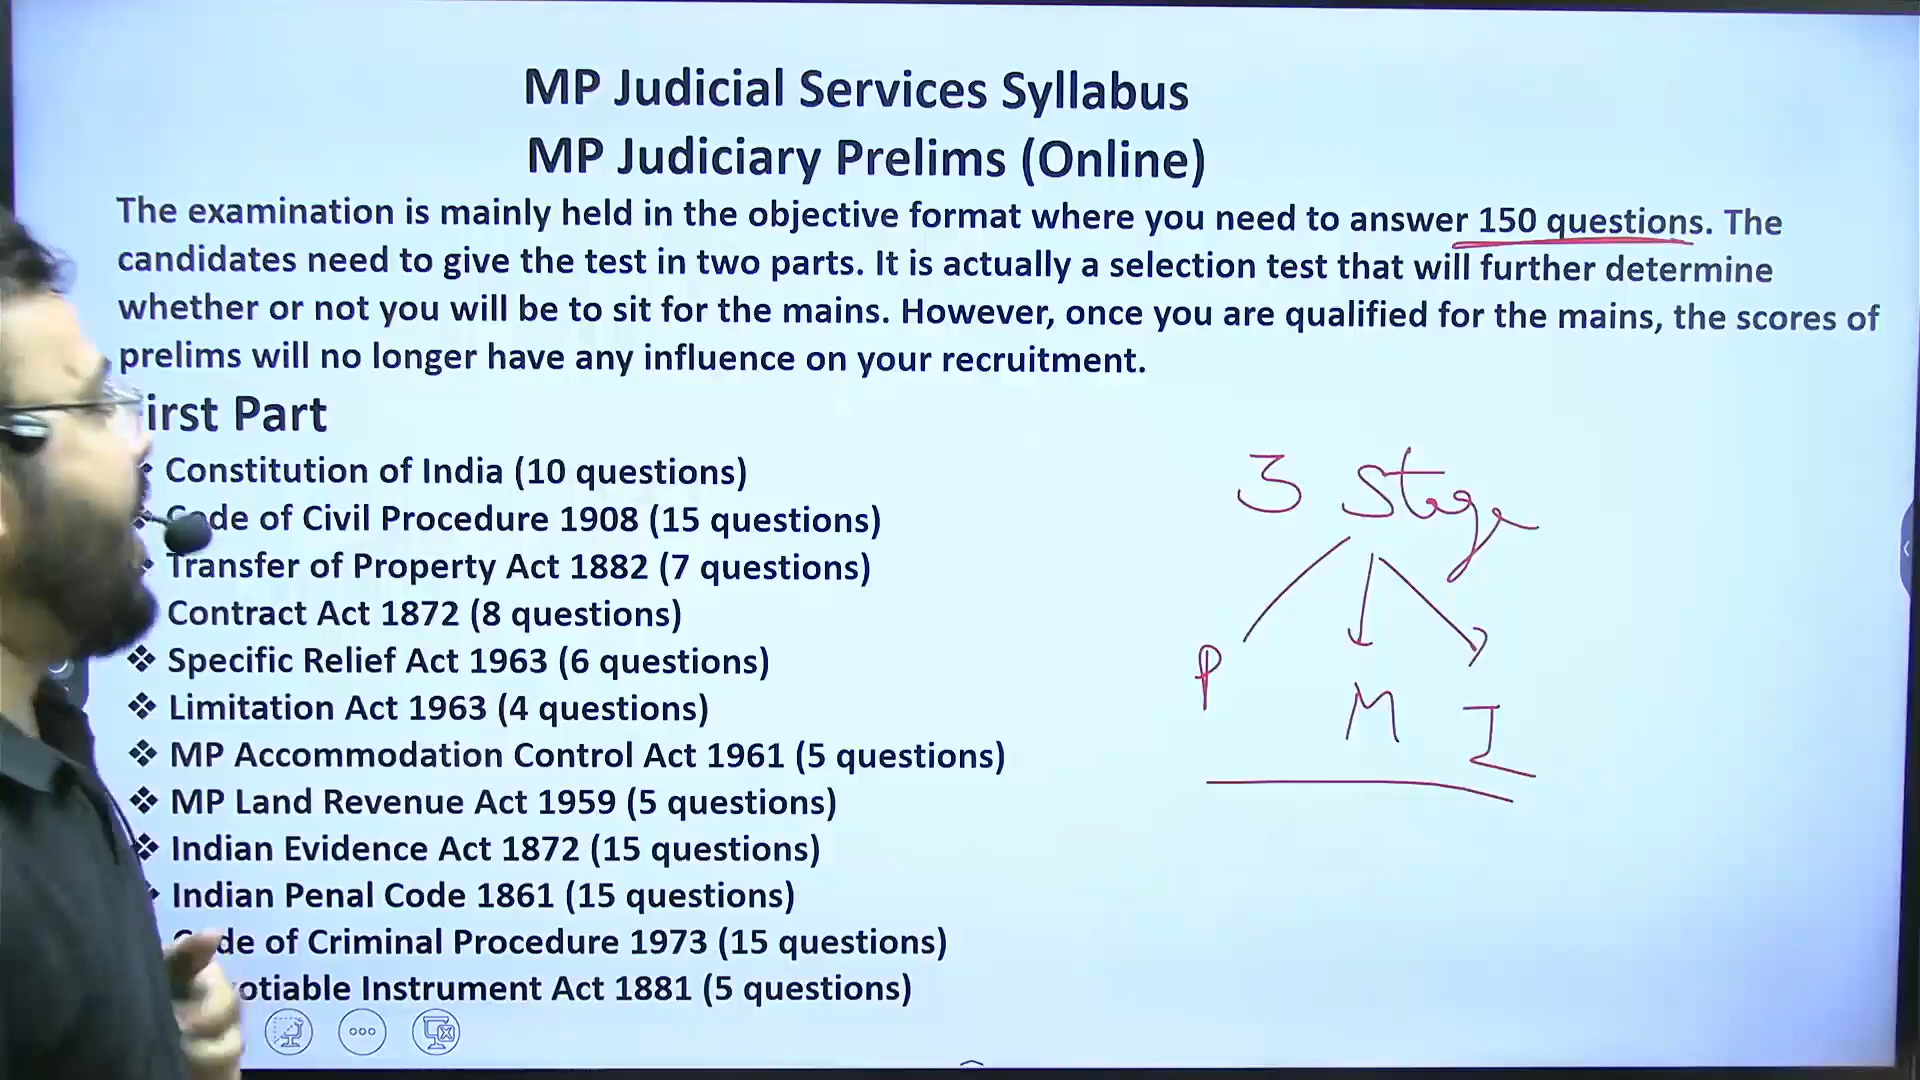 MP Judicial Services Syllabus
MP Judiciary Prelims (Online)
The examination is mainly held in the objective format where you need to answer 150 questions. The
candidates need to give the test in two parts. It is actually a selection test that will further determine
whether or not you will be to sit for the mains. However, once you are qualified for the mains, the scores of
prelims will no longer have any influence on your recruitment.
irst Part
Constitution of India (10 questions)
de of Civil Procedure 1908 (15 questions)
Transfer of Property Act 1882 (7 questions)
Contract Act 1872 (8 questions)
❖ Specific Relief Act 1963 (6 questions)
❖ Limitation Act 1963 (4 questions)
❖ MP Accommodation Control Act 1961 (5 questions)
❖ MP Land Revenue Act 1959 (5 questions)
❖ Indian Evidence Act 1872 (15 questions)
Indian Penal Code 1861 (15 questions)
de of Criminal Procedure 1973 (15 questions)
otiable Instrument Act 1881 (5 questions)
3 Stage
P
M I